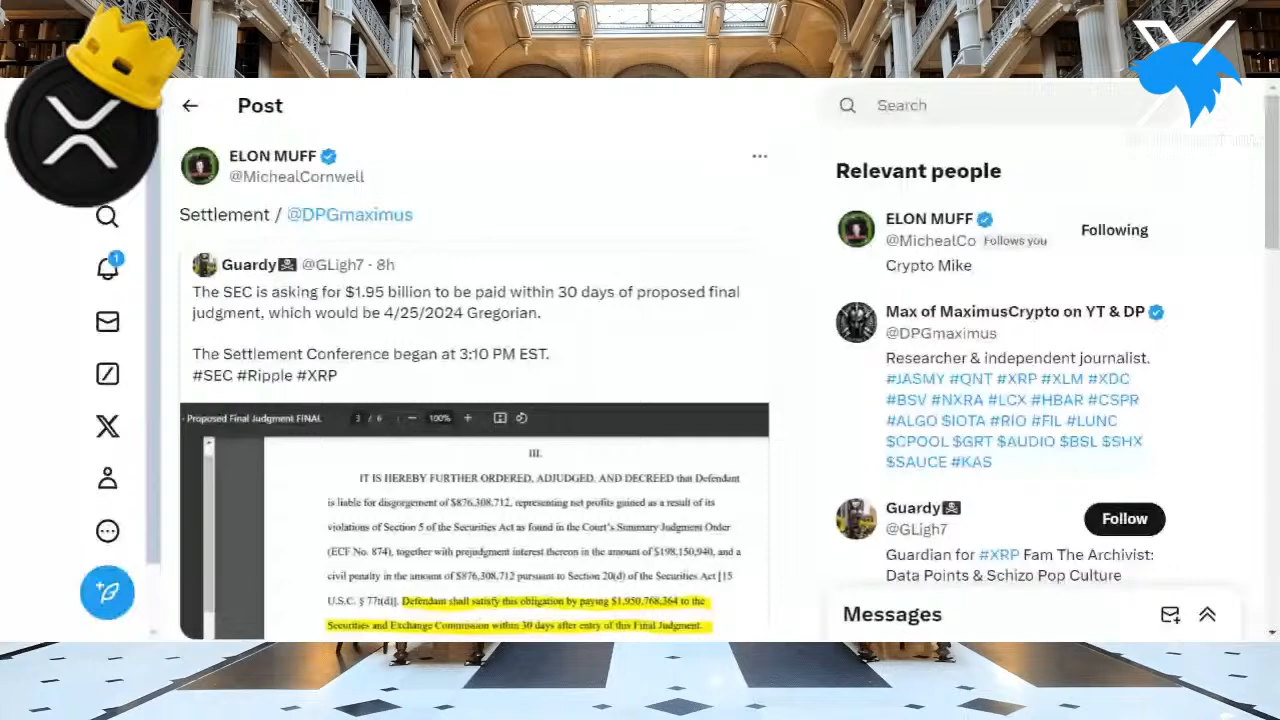 Post
Search
ELON MUFF
@MichealCornwell
Settlement / @DPGmaximus
Guardy @GLigh7 · 8h
The SEC is asking for $1.95 billion to be paid within 30 days of proposed final
judgment, which would be 4/25/2024 Gregorian.
The Settlement Conference began at 3:10 PM EST.
#SEC #Ripple #XRP
Proposed Final Judgment FINAL 3 / 6 — 100% +
III.
IT IS HEREBY FURTHER ORDERED, ADJUDGED, AND DECREED that Defendant
is liable for disgorgement of $876,308,712, representing net profits gained as a result of its
violations of Section 5 of the Securities Act as found in the Court's Summary Judgment Order
(ECF No. 874), together with prejudgment interest thereon in the amount of $198,150,940, and a
civil penalty in the amount of $876,308,712 pursuant to Section 20(d) of the Securities Act [15
U.S.C. § 77t(d)]. Defendant shall satisfy this obligation by paying $1,950,768,364 to the
Securities and Exchange Commission within 30 days after entry of this Final Judgment.
1
Relevant people
ELON MUFF
@MichealCo Follows you
Following
Crypto Mike
Max of MaximusCrypto on YT & DP
@DPGmaximus
Researcher & independent journalist.
#JASMY #QNT #XRP #XLM #XDC
#BSV #NXRA #LCX #HBAR #CSPR
#ALGO $IOTA #RIO #FIL #LUNC
$CPOOL $GRT $AUDIO $BSL $SHX
$SAUCE #KAS
Guardy
@GLigh7
Follow
Guardian for #XRP Fam The Archivist:
Data Points & Schizo Pop Culture
Messages